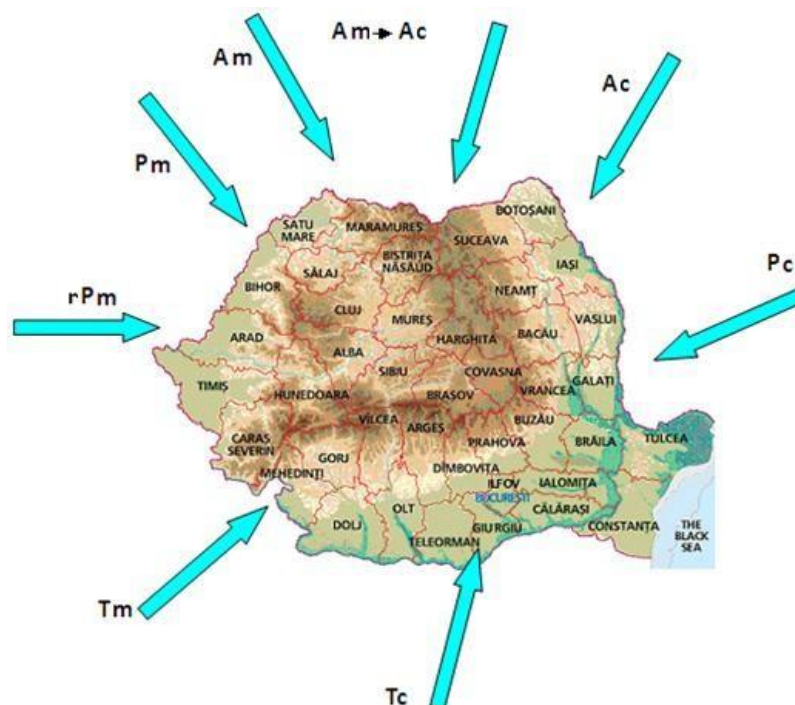 Am → Ac
Am
Ac
Pm
Pc
rPm
Tm
Tc
BOTOȘANI
SATU
MARE
MARAMUREȘ
SUCEAVA
BISTRIȚA
NĂSĂUD
IAȘI
SĂLAJ
BIHOR
NEAMȚ
CLUJ
MUREȘ
VASLUI
ARAD
HARGHITA
BACĂU
ALBA
SIBIU
COVASNA
TIMIȘ
HUNEDOARA
BRASOV
VRANCEA
GALAȚI
VÎLCEA
ARGEȘ
BUZĂU
CARAȘ
SEVERIN
PRAHOVA
BRĂILA
TULCEA
GORJ
MEHEDINȚI
DÎMBOVIȚA
ILFOV
IALOMIȚA
BUCUREȘTI
OLT
CĂLĂRAȘI
DOLJ
GIURGIU
CONSTANȚA
TELEORMAN
THE
BLACK
SEA